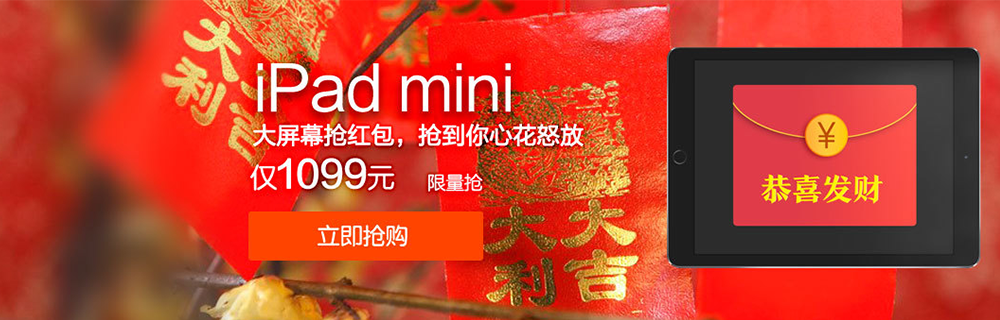 iPad mini
大屏幕抢红包，抢到你心花怒放
仅1099元 限量抢
立即抢购
大吉
大利
大吉
大利
¥
恭喜发财